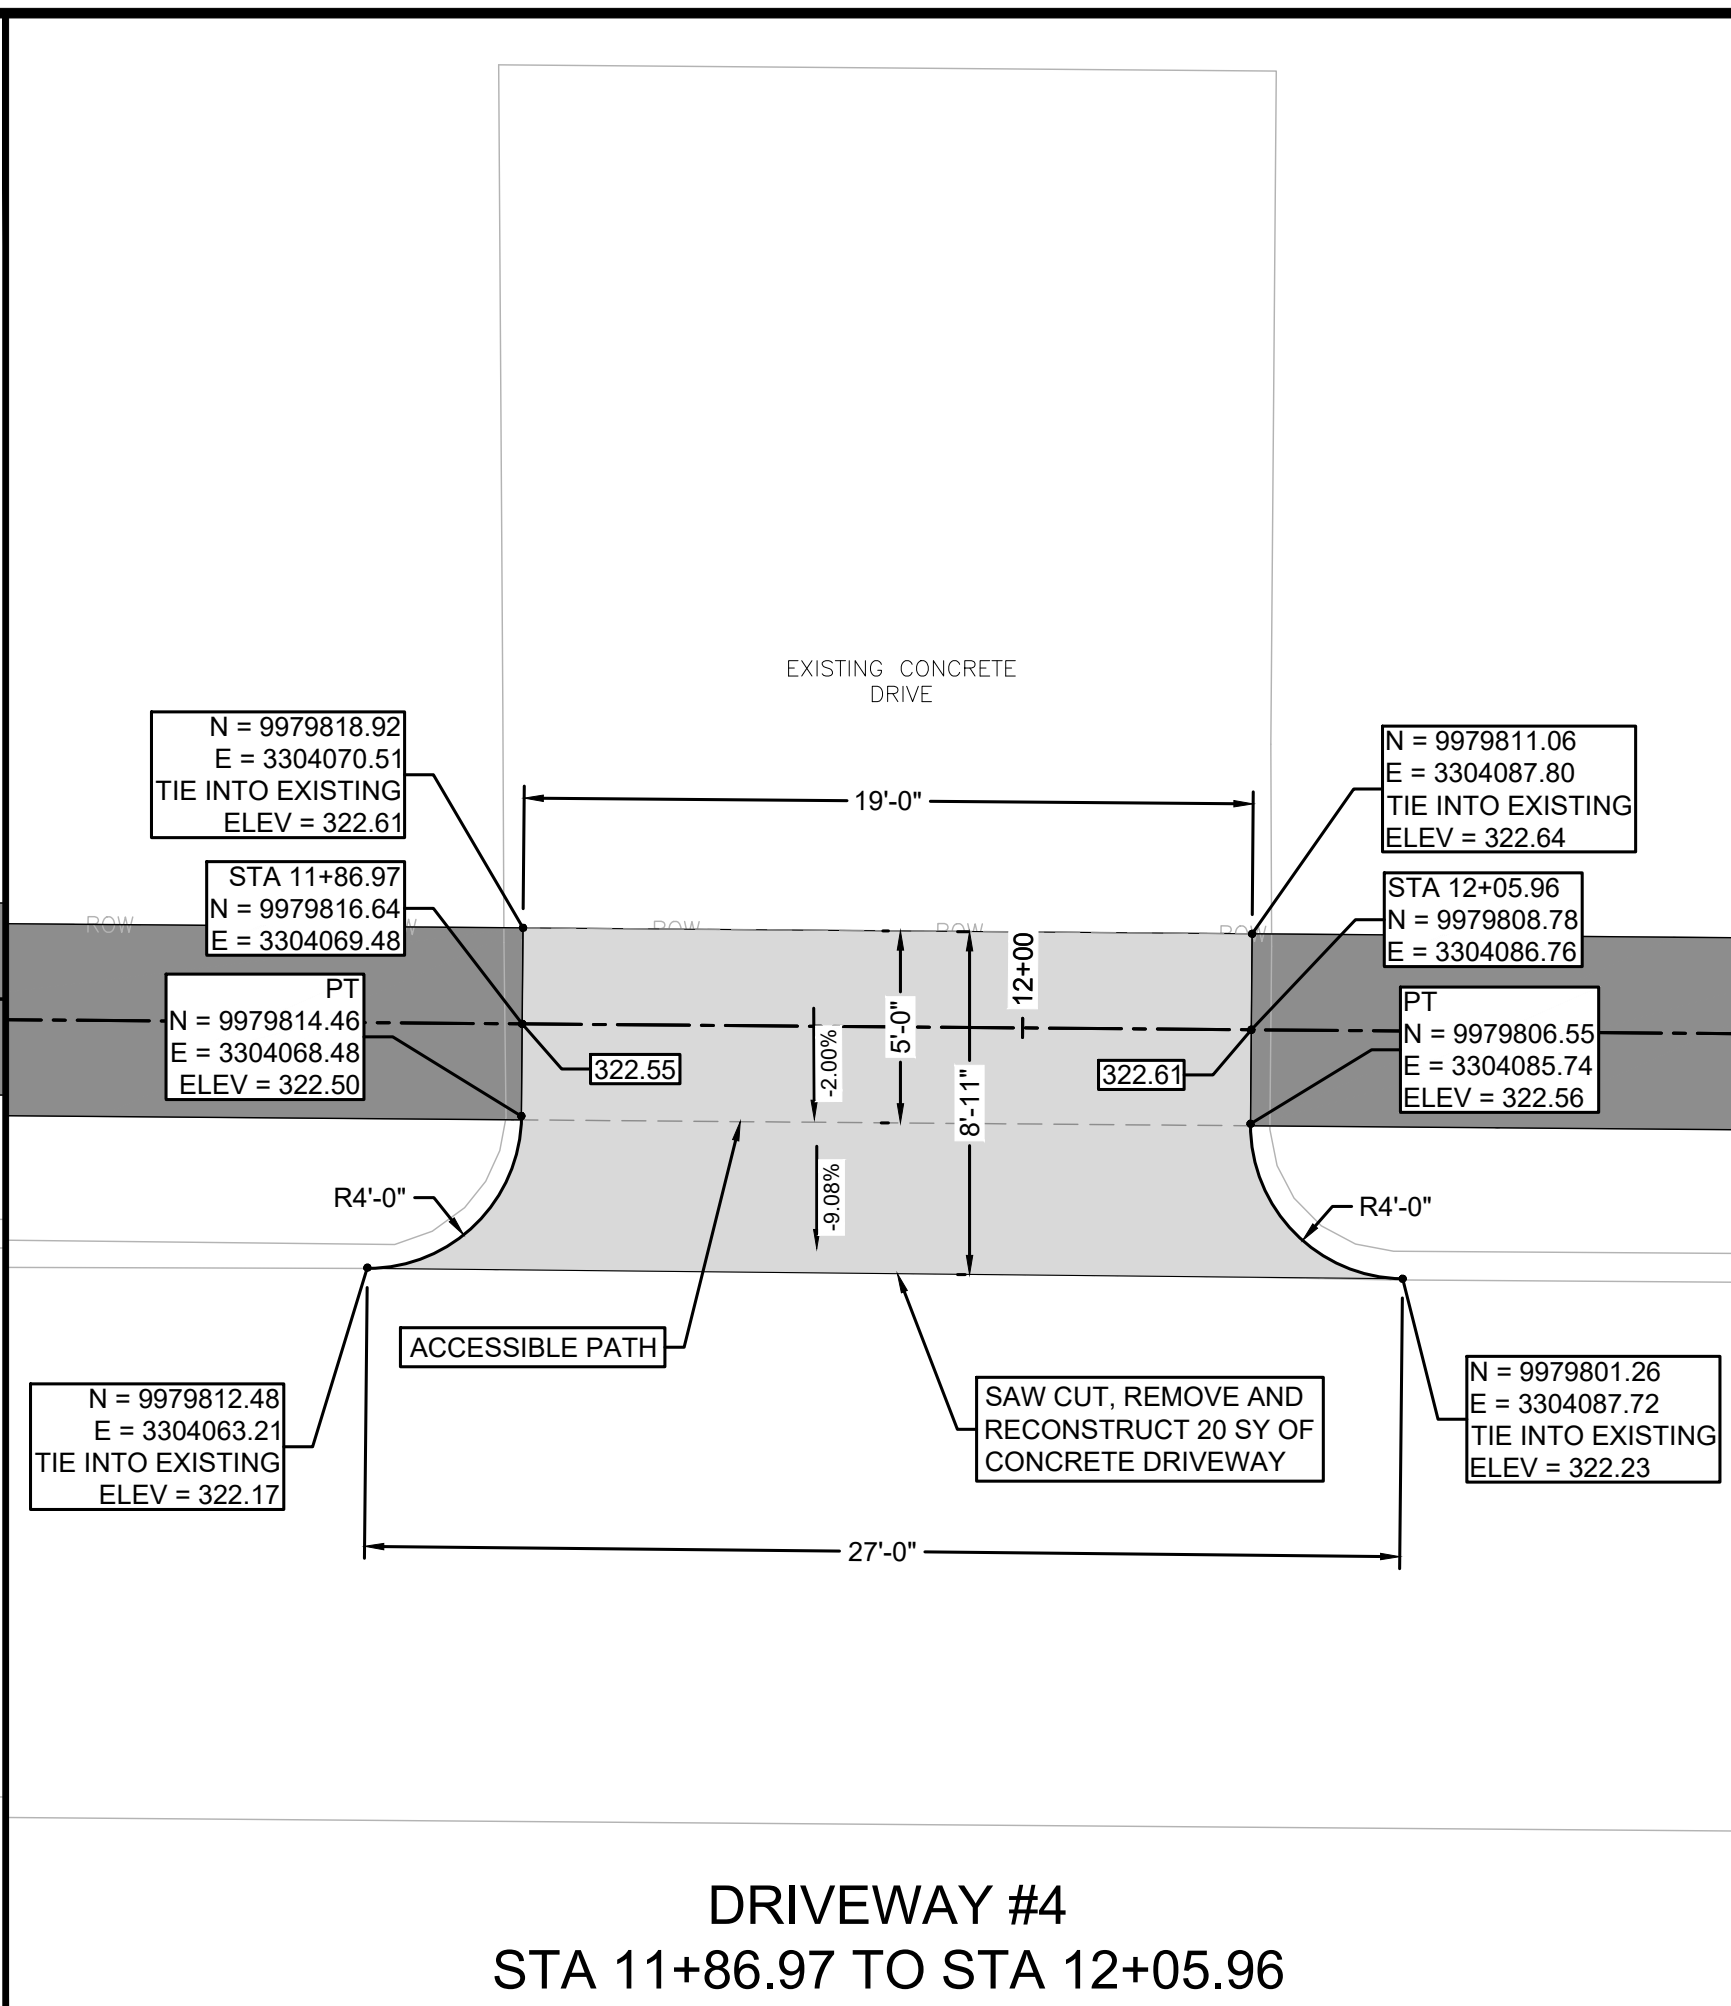 EXISTING CONCRETE
DRIVE
N = 9979818.92
E = 3304070.51
TIE INTO EXISTING
ELEV = 322.61
N = 9979811.06
E = 3304087.80
TIE INTO EXISTING
ELEV = 322.64
19'-0"
STA 11+86.97
N = 9979816.64
E = 3304069.48
STA 12+05.96
N = 9979808.78
E = 3304086.76
ROW
ROW
ROW
ROW
12+00
PT
N = 9979814.46
E = 3304068.48
ELEV = 322.50
PT
N = 9979806.55
E = 3304085.74
ELEV = 322.56
322.55
-2.00%
5'-0"
8'-11"
322.61
-9.08%
R4'-0"
R4'-0"
ACCESSIBLE PATH
SAW CUT, REMOVE AND
RECONSTRUCT 20 SY OF
CONCRETE DRIVEWAY
N = 9979812.48
E = 3304063.21
TIE INTO EXISTING
ELEV = 322.17
N = 9979801.26
E = 3304087.72
TIE INTO EXISTING
ELEV = 322.23
27'-0"
DRIVEWAY #4
STA 11+86.97 TO STA 12+05.96